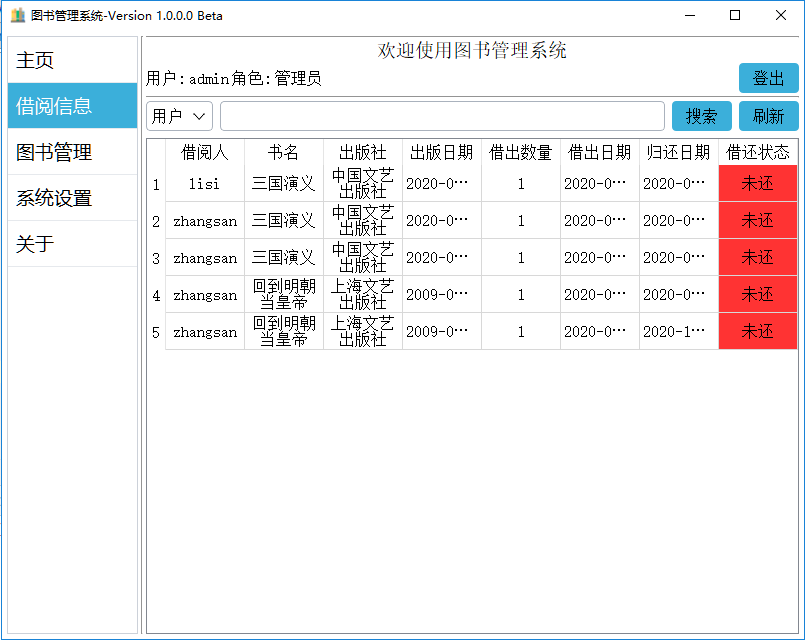 图书管理系统-Version 1.0.0.0 Beta
主页
借阅信息
图书管理
系统设置
关于
欢迎使用图书管理系统
用户:admin角色:管理员
登出
用户
搜索
刷新
借阅人 书名 出版社 出版日期 借出数量 借出日期 归还日期 借还状态
1 lisi 三国演义 中国文艺出版社 2020-0… 1 2020-0… 2020-0… 未还
2 zhangsan 三国演义 中国文艺出版社 2020-0… 1 2020-0… 2020-0… 未还
3 zhangsan 三国演义 中国文艺出版社 2020-0… 1 2020-0… 2020-0… 未还
4 zhangsan 回到明朝当皇帝 上海文艺出版社 2009-0… 1 2020-0… 2020-0… 未还
5 zhangsan 回到明朝当皇帝 上海文艺出版社 2009-0… 1 2020-0… 2020-1… 未还